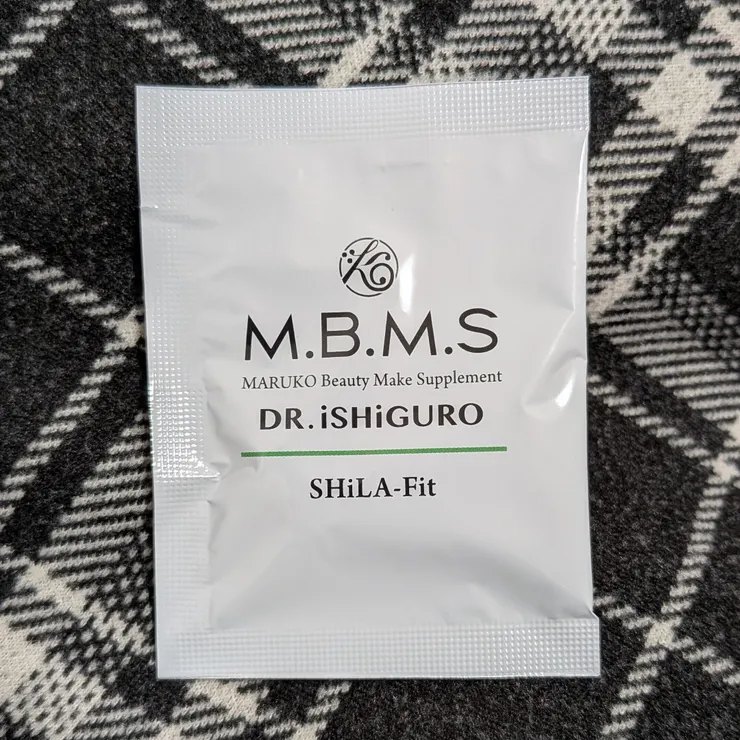 M.B.M.S
MARUKO Beauty Make Supplement
DR. iSHiGURO
SHiLA-Fit